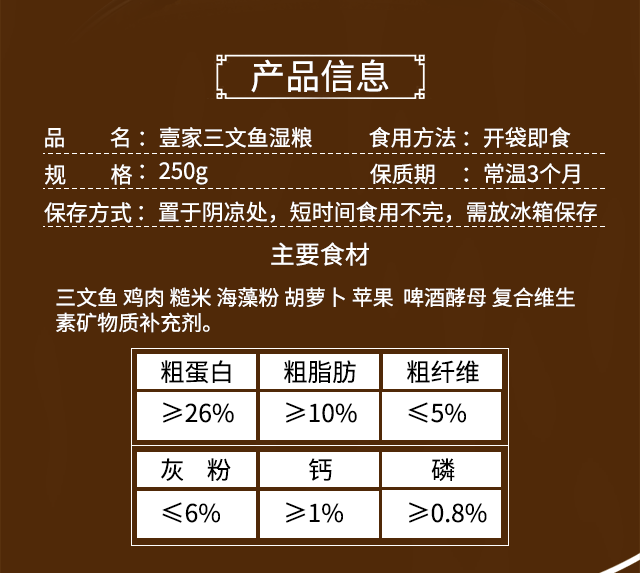 产品信息
品 名：壹家三文鱼湿粮 食用方法：开袋即食
规 格：250g 保质期 ：常温3个月
保存方式：置于阴凉处，短时间食用不完，需放冰箱保存
主要食材
三文鱼 鸡肉 糙米 海藻粉 胡萝卜 苹果 啤酒酵母 复合维生
素矿物质补充剂。
粗蛋白 粗脂肪 粗纤维
≥26% ≥10% ≤5%
灰 粉 钙 磷
≤6% ≥1% ≥0.8%